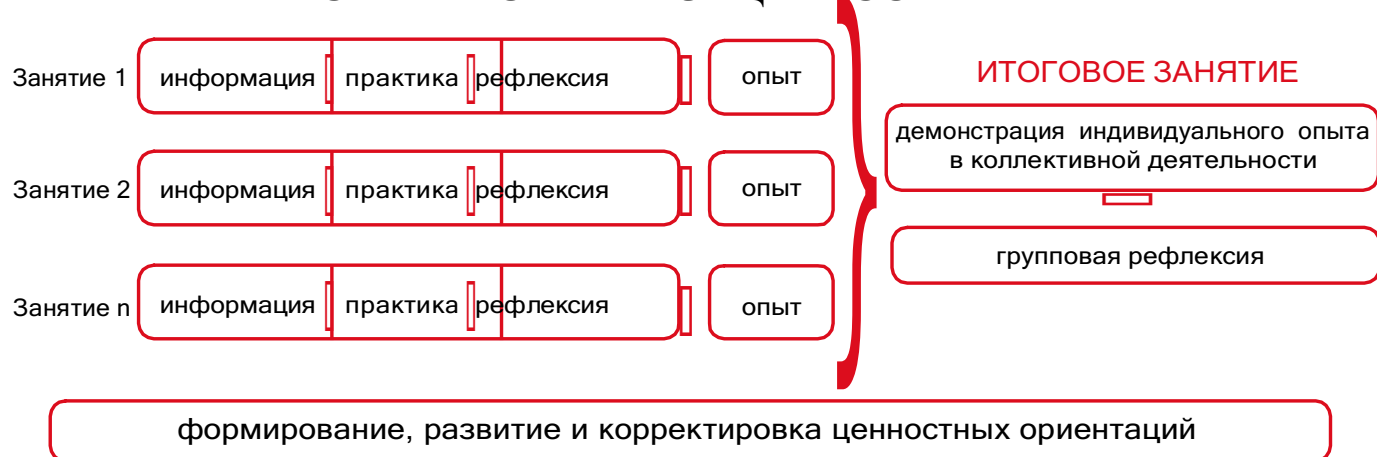 Занятие 1 информация практика рефлексия опыт
Занятие 2 информация практика рефлексия опыт
Занятие n информация практика рефлексия опыт
ИТОГОВОЕ ЗАНЯТИЕ
демонстрация индивидуального опыта
в коллективной деятельности
групповая рефлексия
формирование, развитие и корректировка ценностных ориентаций